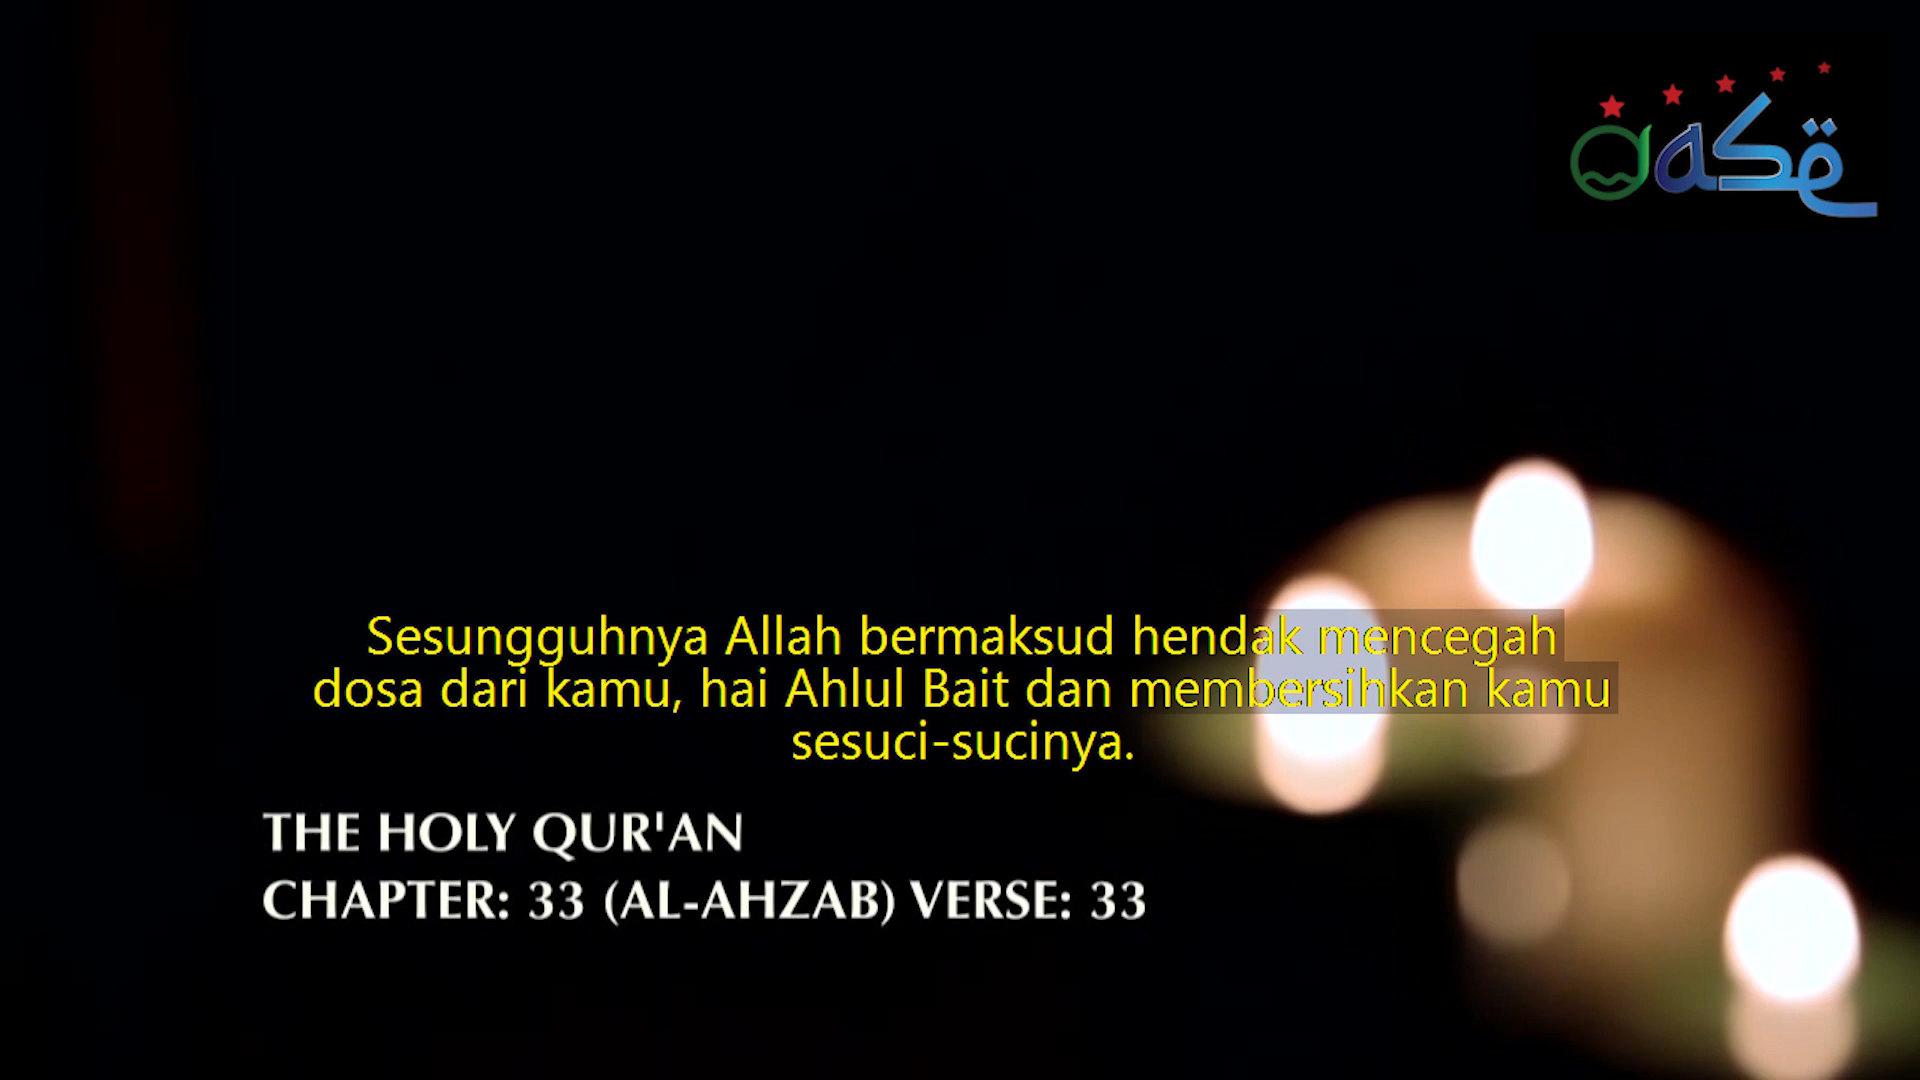 Oase
Sesungguhnya Allah bermaksud hendak mencegah
dosa dari kamu, hai Ahlul Bait dan membersihkan kamu
sesuci-sucinya.
THE HOLY QUR'AN
CHAPTER: 33 (AL-AHZAB) VERSE: 33